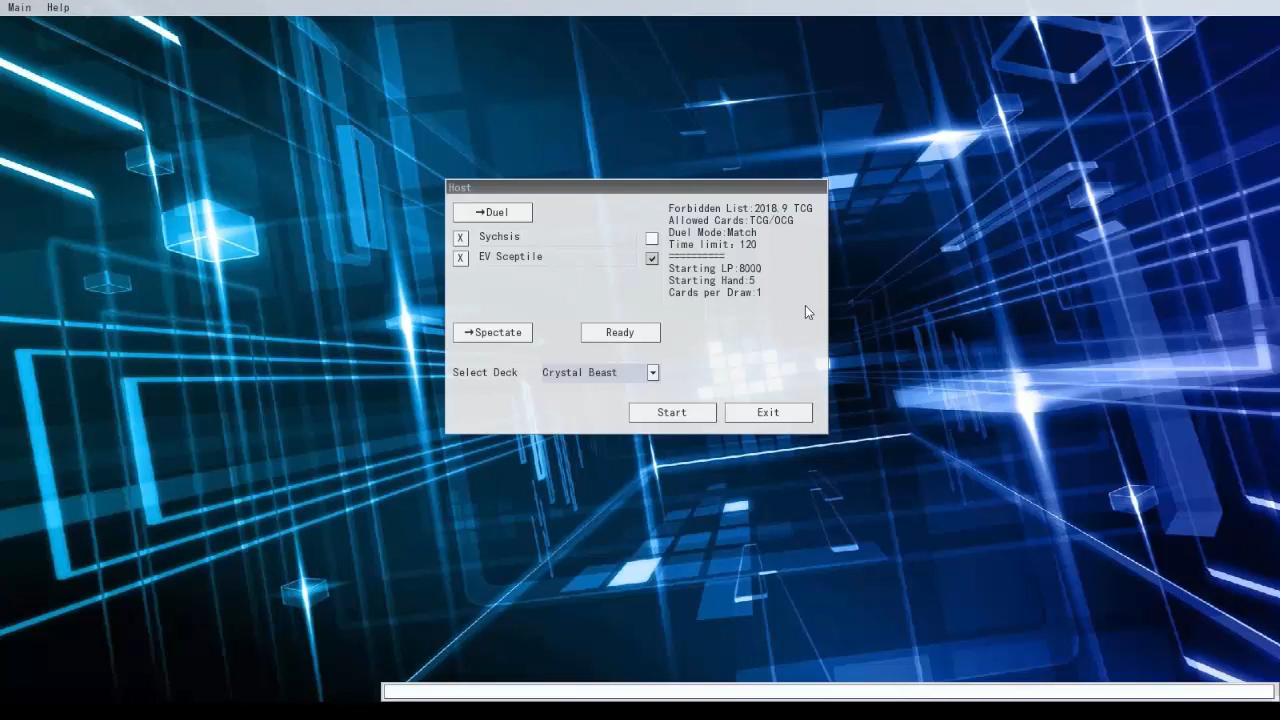 Main Help
Host
→Duel
X Sychsis
X EV Sceptile
Forbidden List:2018.9 TCG
Allowed Cards:TCG/OCG
Duel Mode:Match
Time limit: 120
==========
Starting LP:8000
Starting Hand:5
Cards per Draw:1
→Spectate Ready
Select Deck Crystal Beast
Start Exit